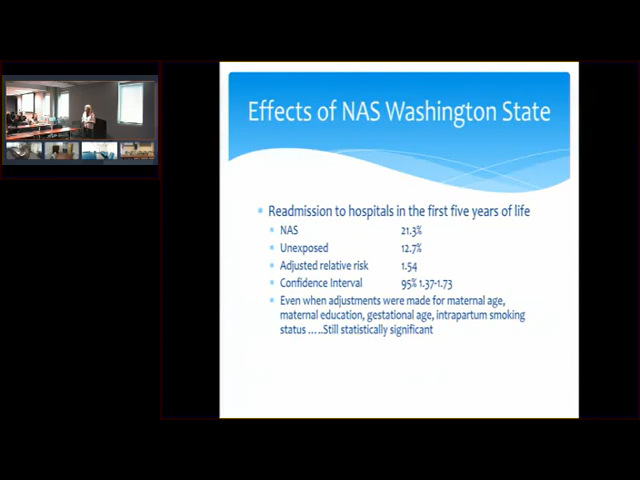 Effects of NAS Washington State
Readmission to hospitals in the first five years of life
NAS 21.3%
Unexposed 12.7%
Adjusted relative risk 1.54
Confidence Interval 95% 1.37-1.73
Even when adjustments were made for maternal age,
maternal education, gestational age, intrapartum smoking
status .....Still statistically significant